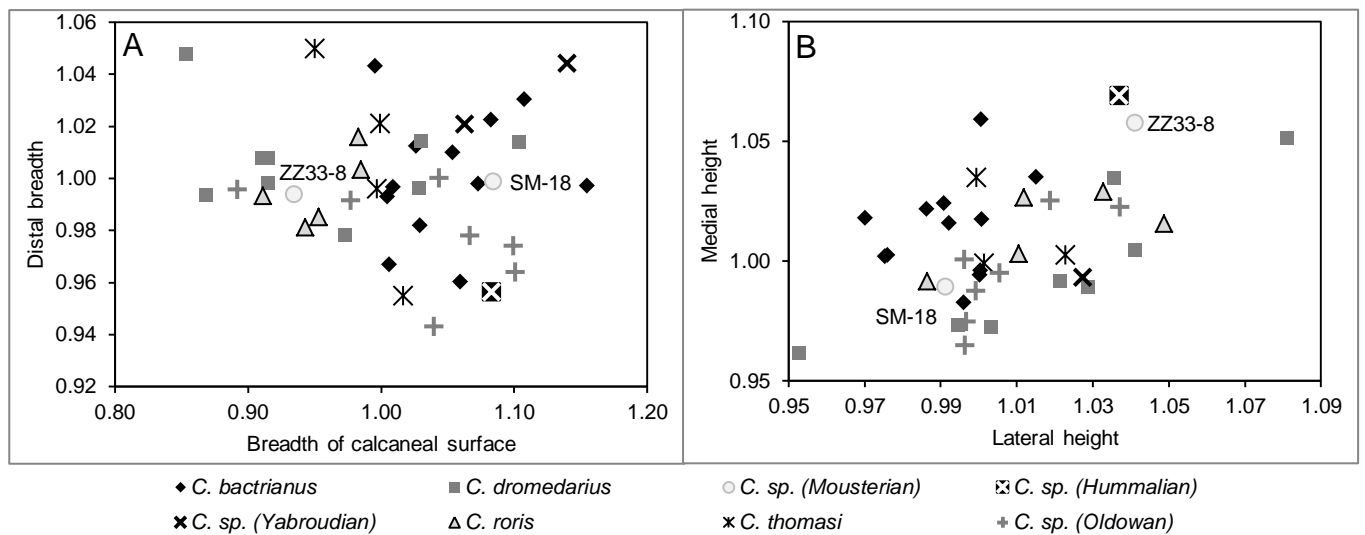 A
1.06
1.04
1.02
1.00
0.98
0.96
0.94
0.92
Distal breadth
ZZ33-8
SM-18
0.80 0.90 1.00 1.10 1.20
Breadth of calcaneal surface
B
1.10
1.05
1.00
0.95
Medial height
ZZ33-8
SM-18
0.95 0.97 0.99 1.01 1.03 1.05 1.07 1.09
Lateral height
C. bactrianus C. dromedarius C. sp. (Mousterian) C. sp. (Hummalian)
C. sp. (Yabroudian) C. roris C. thomasi C. sp. (Oldowan)